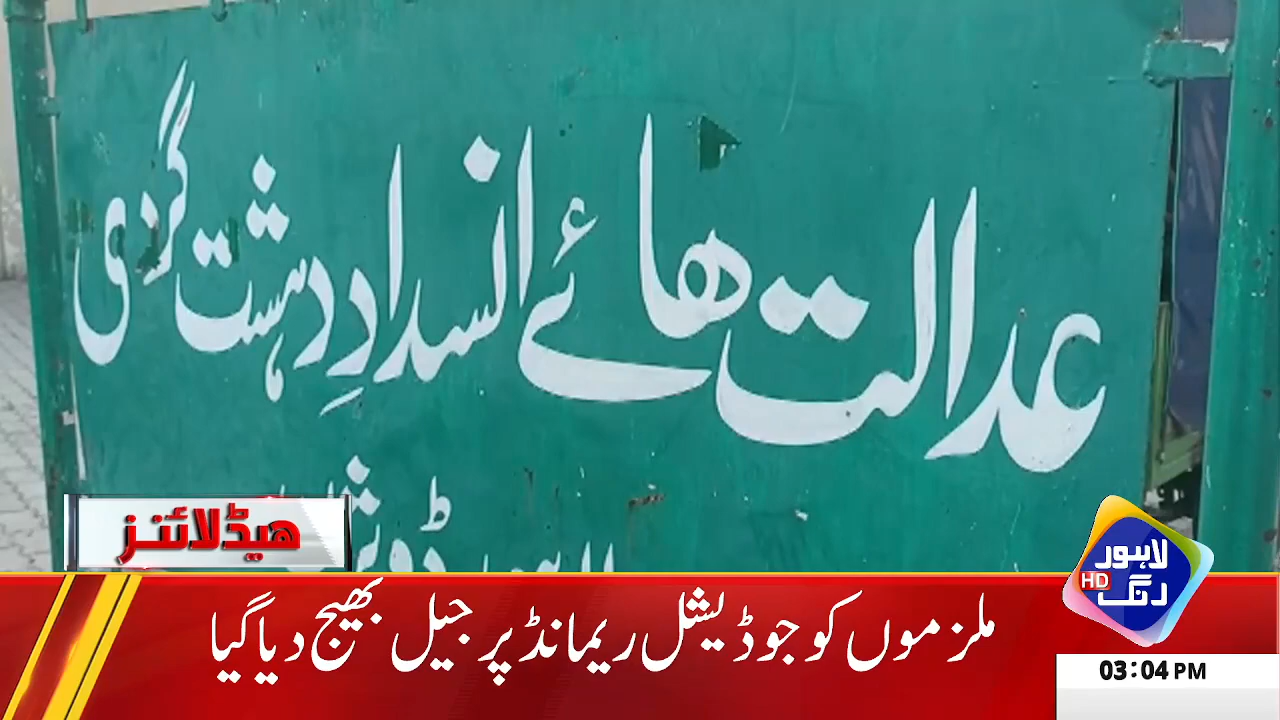 عدالت ھائے انسدادِ دہشت گردی
ہیڈلائنز
ملزموں کو جوڈیشل ریمانڈ پر جیل بھیج دیا گیا
لاہور
HD رنگ
03:04 PM